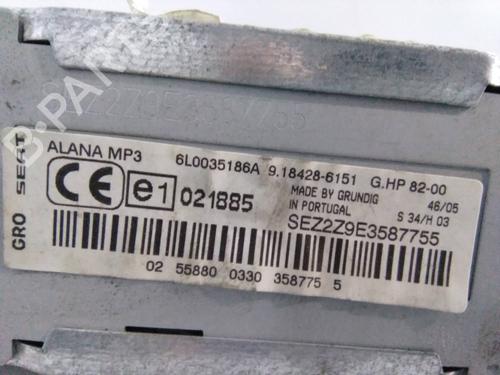 B-PARTS
GRO SEAT
ALANA MP3 6L0035186A 9.18428-6151 G.HP 82-00
CE e1 021885
MADE BY GRUNDIG
IN PORTUGAL
46/05
S 34/H 03
SEZ2Z9E3587755
02 55880 0330 358775 5